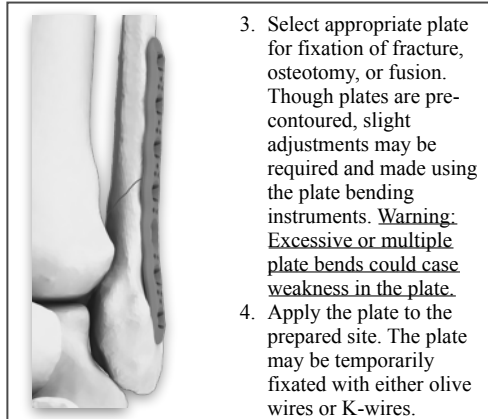 3. Select appropriate plate
for fixation of fracture,
osteotomy, or fusion.
Though plates are pre-
contoured, slight
adjustments may be
required and made using
the plate bending
instruments. Warning:
Excessive or multiple
plate bends could case
weakness in the plate.
4. Apply the plate to the
prepared site. The plate
may be temporarily
fixated with either olive
wires or K-wires.